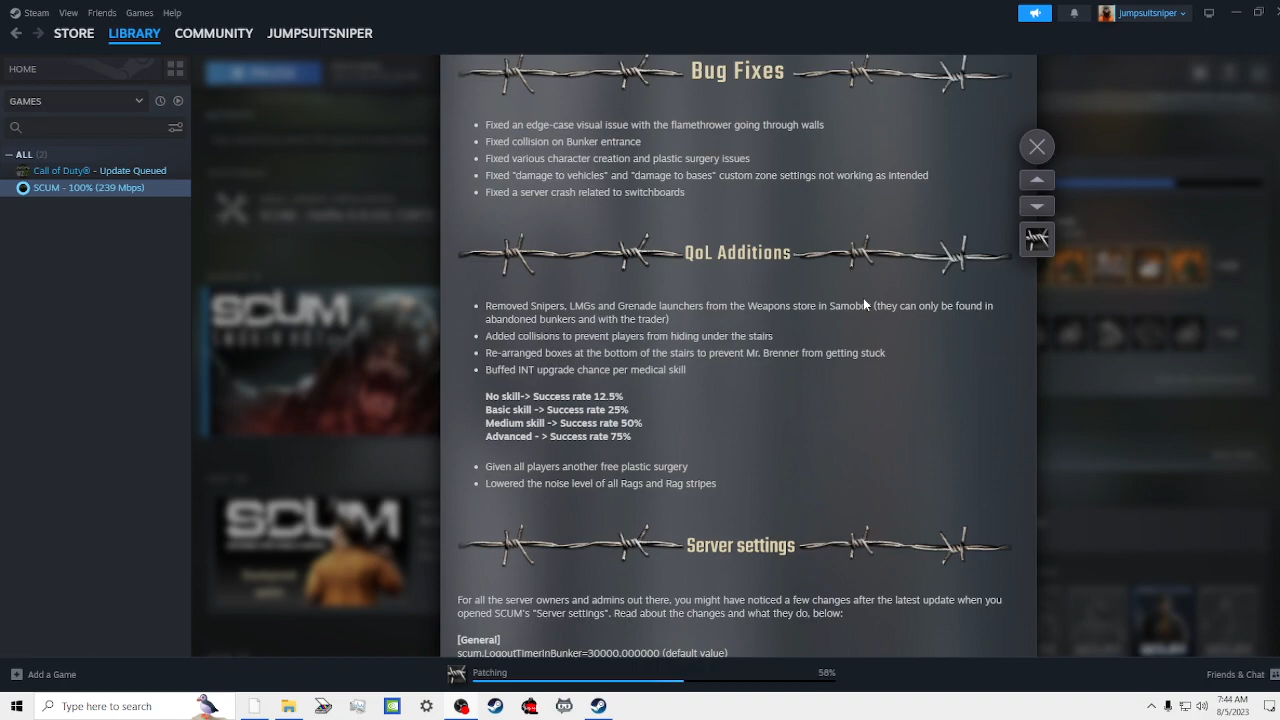 Steam View Friends Games Help
jumpsuitsniper
STORE LIBRARY COMMUNITY JUMPSUITSNIPER
HOME
GAMES
ALL (2)
Call of Duty® - Update Queued
SCUM - 100% (239 Mbps)
Bug Fixes
• Fixed an edge-case visual issue with the flamethrower going through walls
• Fixed collision on Bunker entrance
• Fixed various character creation and plastic surgery issues
• Fixed "damage to vehicles" and "damage to bases" custom zone settings not working as intended
• Fixed a server crash related to switchboards
QoL Additions
• Removed Snipers, LMGs and Grenade launchers from the Weapons store in Samobor (they can only be found in
abandoned bunkers and with the trader)
• Added collisions to prevent players from hiding under the stairs
• Re-arranged boxes at the bottom of the stairs to prevent Mr. Brenner from getting stuck
• Buffed INT upgrade chance per medical skill
No skill-> Success rate 12.5%
Basic skill -> Success rate 25%
Medium skill -> Success rate 50%
Advanced - > Success rate 75%
• Given all players another free plastic surgery
• Lowered the noise level of all Rags and Rag stripes
Server settings
For all the server owners and admins out there, you might have noticed a few changes after the latest update when you
opened SCUM's "Server settings". Read about the changes and what they do, below:
[General]
scum.LogoutTimerInBunker=30000.000000 (default value)
SCUM
SCUM
Add a Game
Patching
58%
Friends & Chat
Type here to search
7:44 AM
8/5/2023